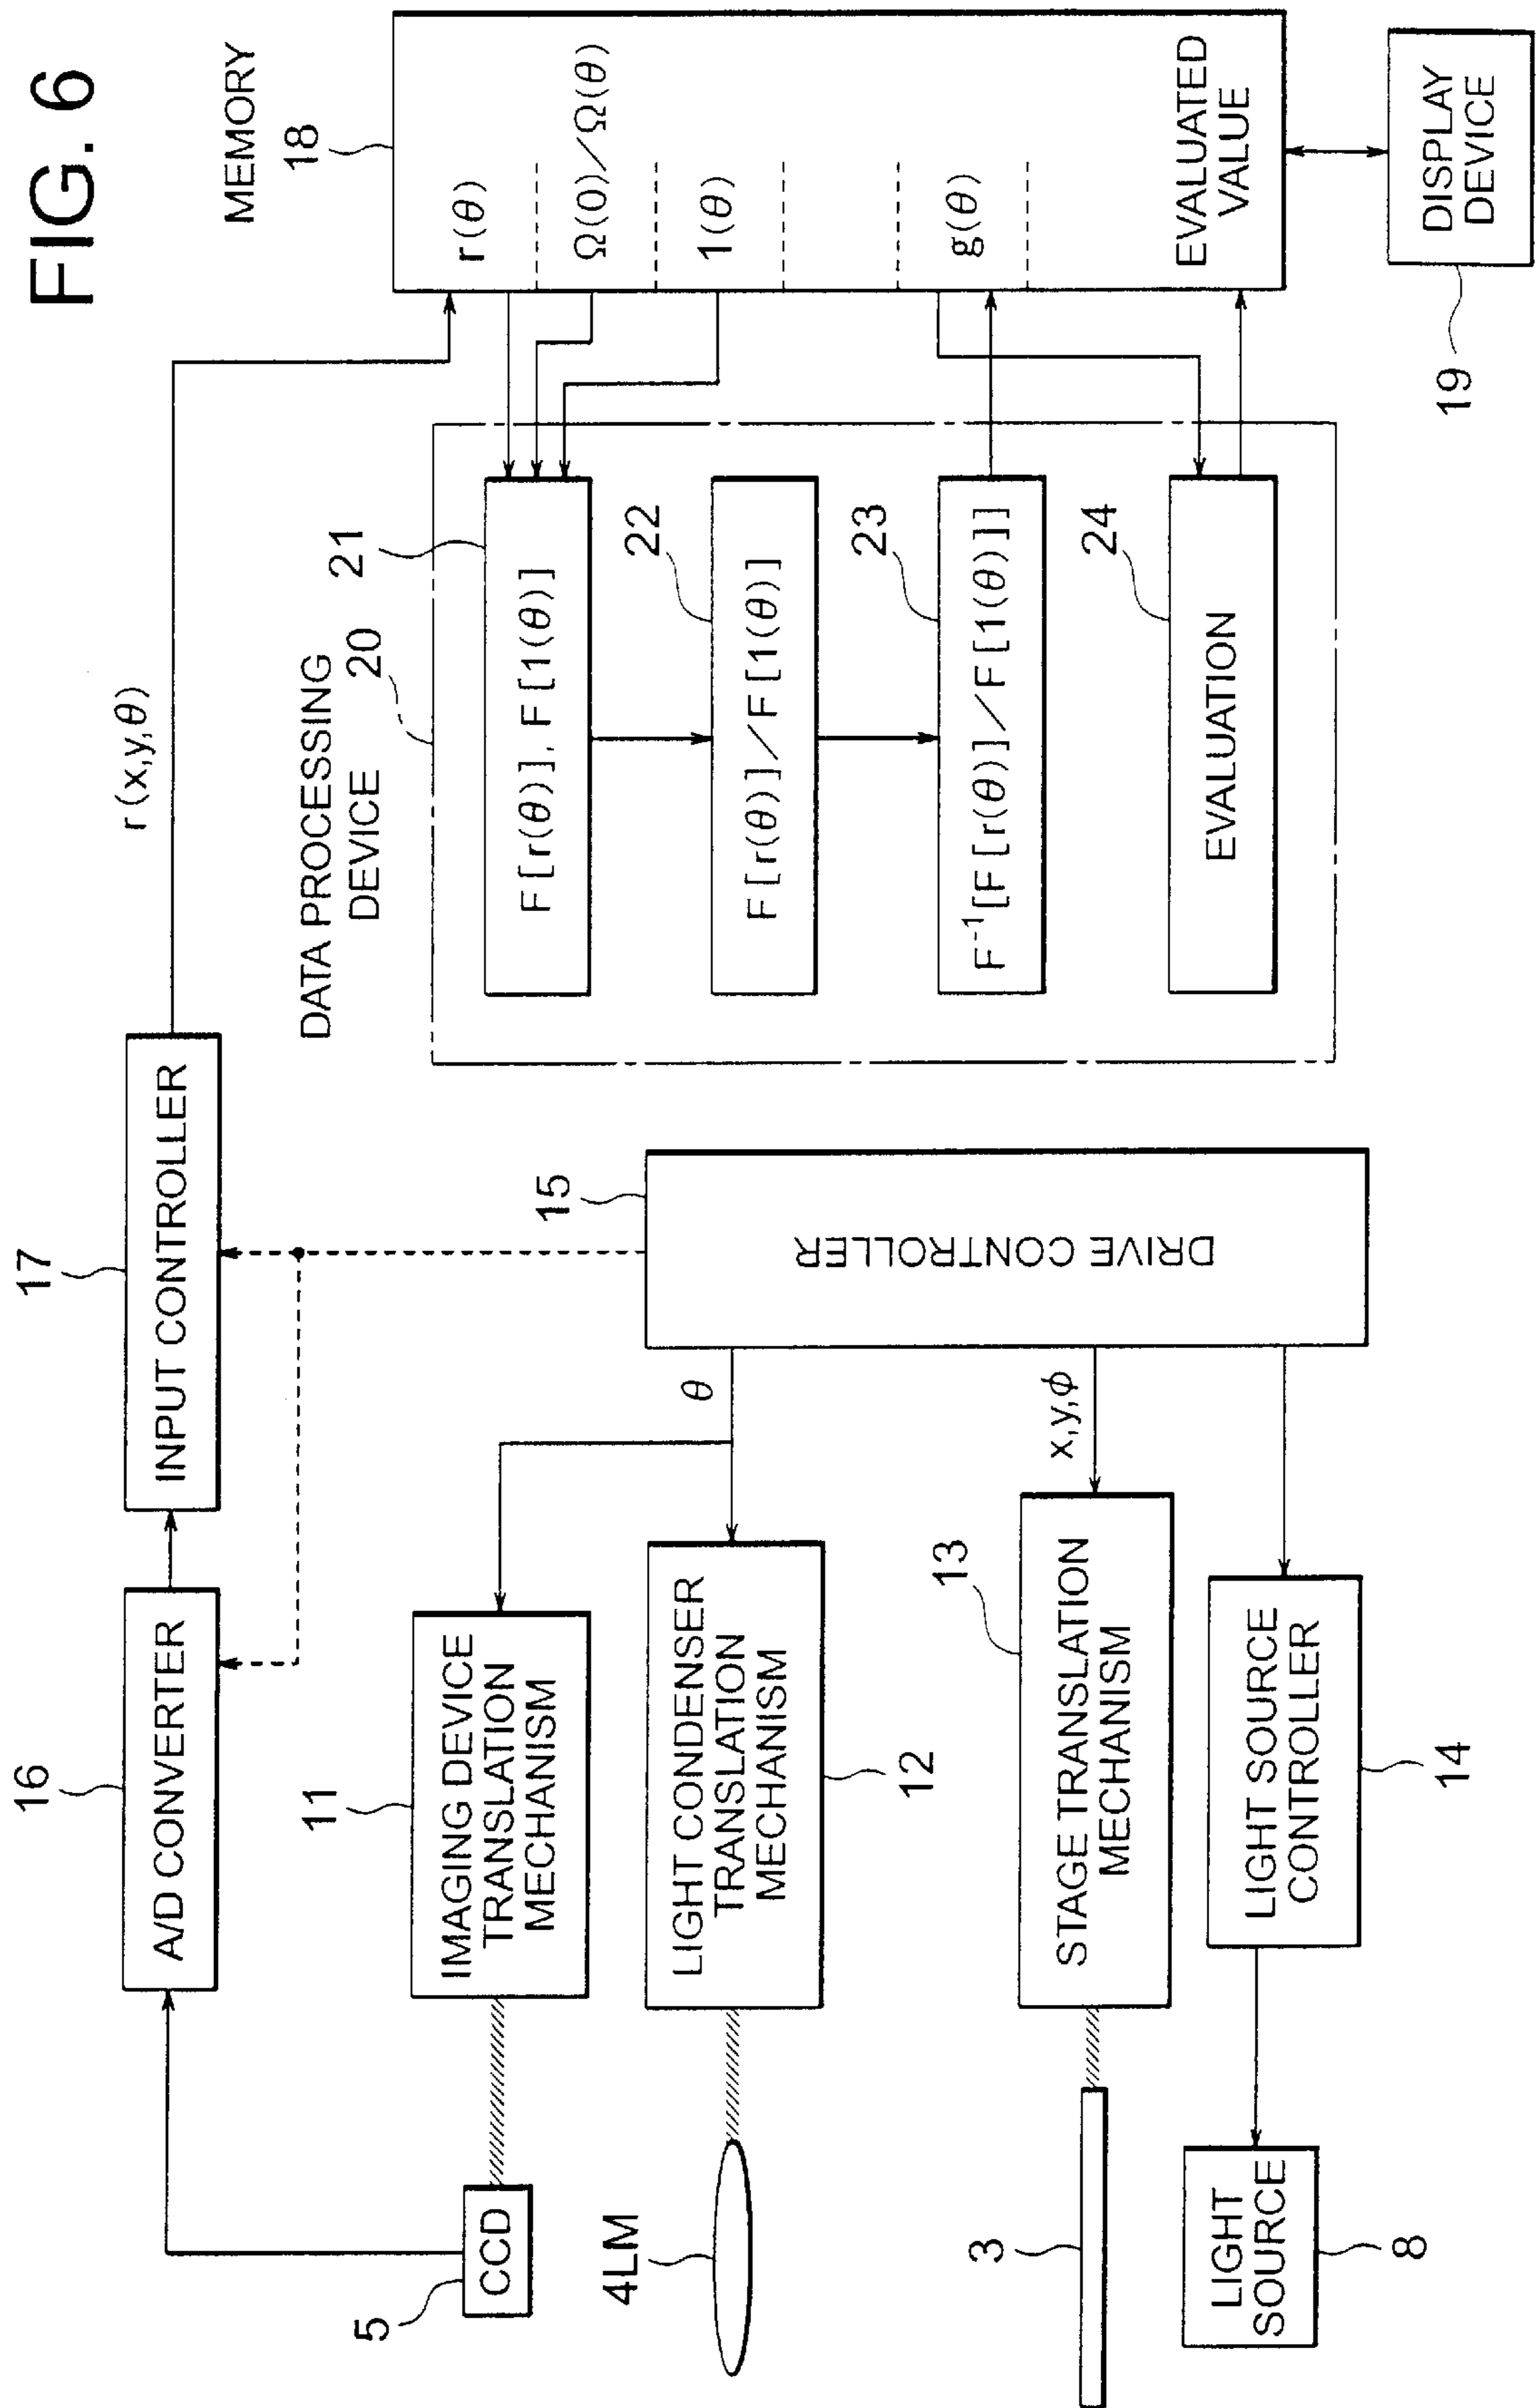 FIG. 6
16
A/D CONVERTER
17
INPUT CONTROLLER
r(x,y,θ)
MEMORY
18
r(θ)
Ω(0)/Ω(θ)
1(θ)
g(θ)
EVALUATED
VALUE
DISPLAY
DEVICE
19
DATA PROCESSING
DEVICE
20
21
F[r(θ)], F[1(θ)]
22
F[r(θ)]/F[1(θ)]
23
F⁻¹[F[r(θ)]/F[1(θ)]]
24
EVALUATION
15
DRIVE CONTROLLER
θ
x,y,φ
5
CCD
11
IMAGING DEVICE
TRANSLATION
MECHANISM
4LM
LIGHT CONDENSER
TRANSLATION
MECHANISM
12
3
13
STAGE TRANSLATION
MECHANISM
LIGHT
SOURCE
8
LIGHT SOURCE
CONTROLLER
14